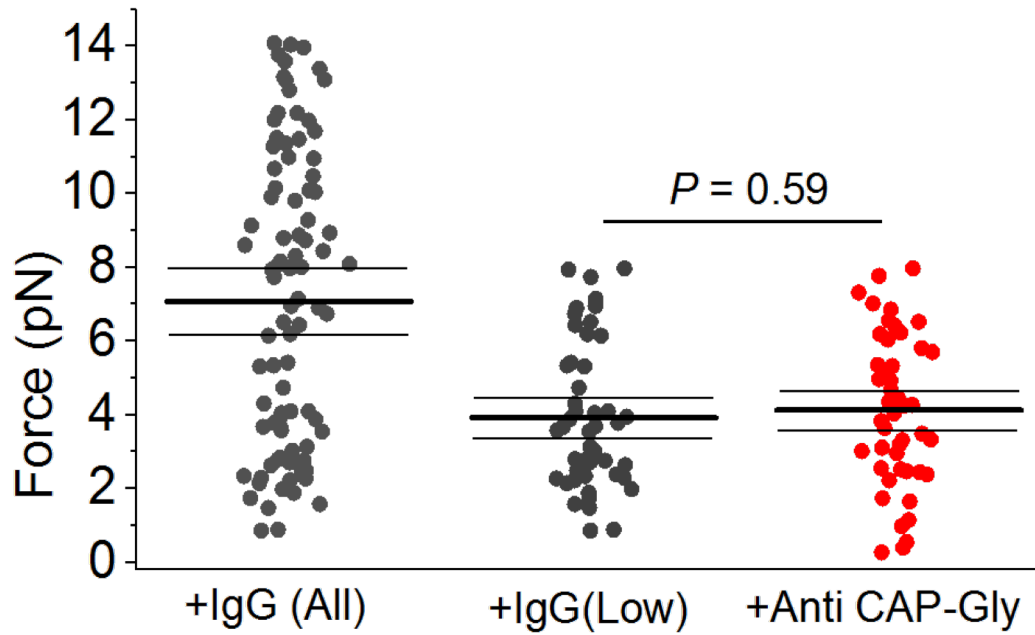 Force (pN)
14
12
10
8
6
4
2
0
P = 0.59
+IgG (All)
+IgG(Low)
+Anti CAP-Gly